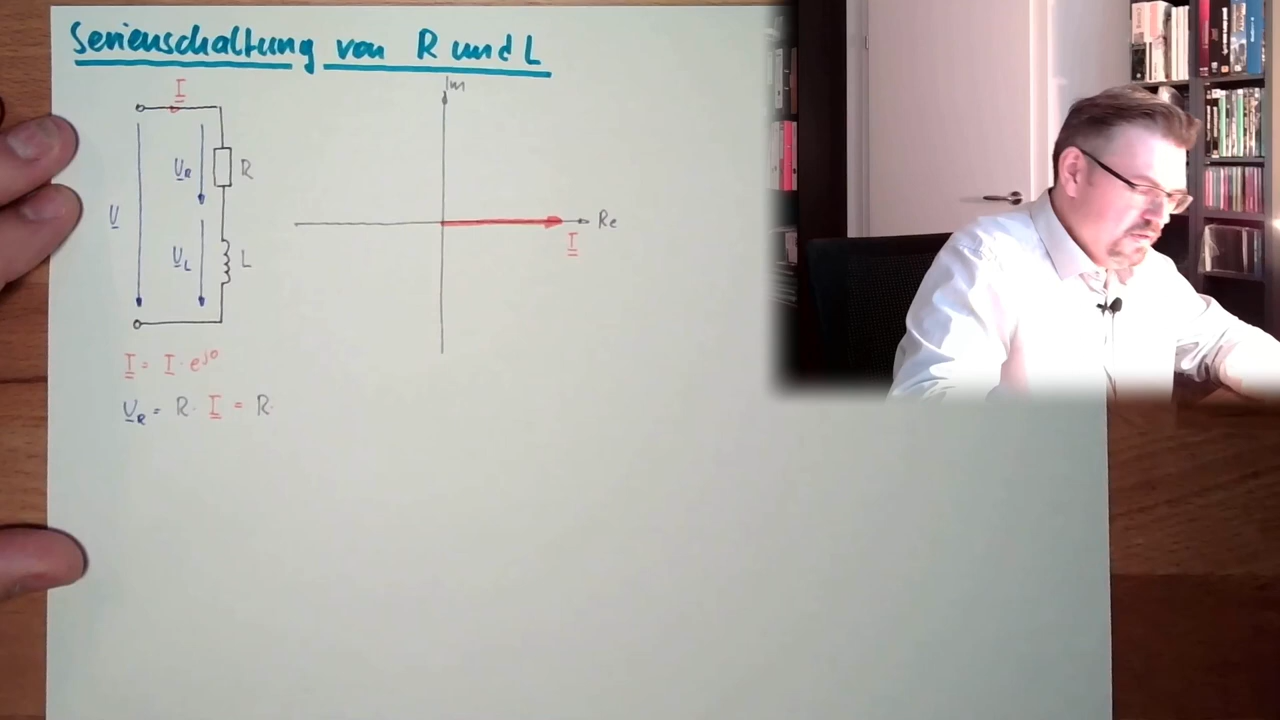 Serienschaltung von R und L
I
U
U_R
R
U_L
L
Im
Re
I
I = I · e^j0
U_R = R · I = R ·